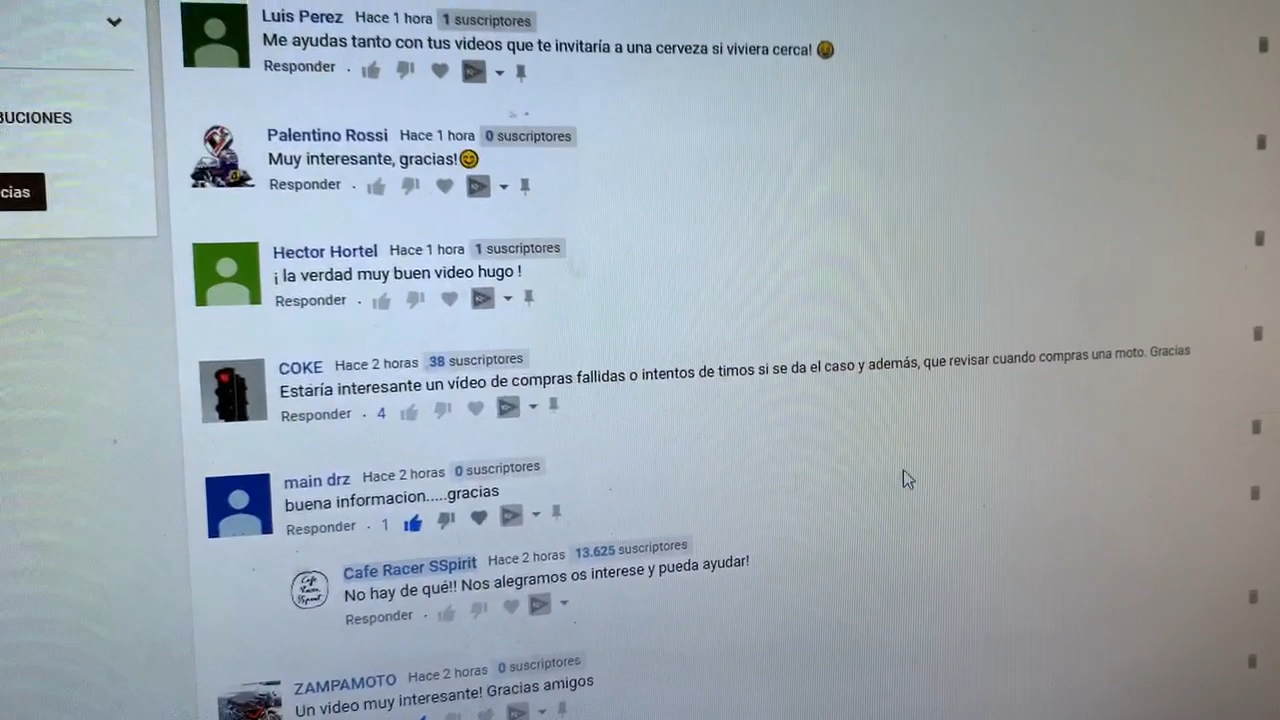 Luis Perez Hace 1 hora 1 suscriptores
Me ayudas tanto con tus videos que te invitaría a una cerveza si viviera cerca!
Responder ·
BUCIONES
cias
Palentino Rossi Hace 1 hora 0 suscriptores
Muy interesante, gracias!
Responder ·
Hector Hortel Hace 1 hora 1 suscriptores
¡ la verdad muy buen video hugo !
Responder ·
COKE Hace 2 horas 38 suscriptores
Estaría interesante un vídeo de compras fallidas o intentos de timos si se da el caso y además, que revisar cuando compras una moto. Gracias
Responder · 4
main drz Hace 2 horas 0 suscriptores
buena informacion.....gracias
Responder · 1
Cafe Racer SSpirit Hace 2 horas 13.625 suscriptores
Cafe
Racer
SSpirit
No hay de qué!! Nos alegramos os interese y pueda ayudar!
Responder ·
ZAMPAMOTO Hace 2 horas 0 suscriptores
Un video muy interesante! Gracias amigos